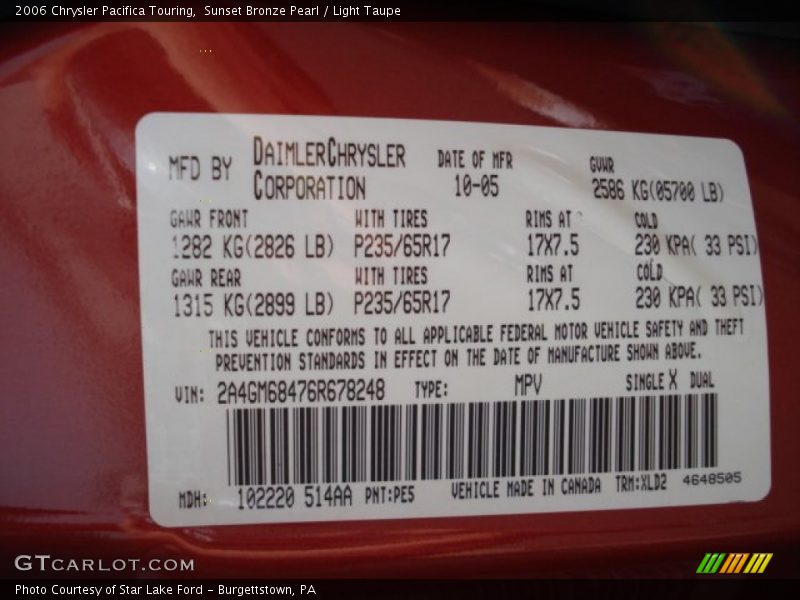 2006 Chrysler Pacifica Touring, Sunset Bronze Pearl / Light Taupe
MFD BY DAIMLERCHRYSLER CORPORATION DATE OF MFR 10-05 GVWR 2586 KG(05700 LB)
GAWR FRONT WITH TIRES RIMS AT COLD
1282 KG(2826 LB) P235/65R17 17X7.5 230 KPA( 33 PSI)
GAWR REAR WITH TIRES RIMS AT COLD
1315 KG(2899 LB) P235/65R17 17X7.5 230 KPA( 33 PSI)
THIS VEHICLE CONFORMS TO ALL APPLICABLE FEDERAL MOTOR VEHICLE SAFETY AND THEFT
PREVENTION STANDARDS IN EFFECT ON THE DATE OF MANUFACTURE SHOWN ABOVE.
VIN: 2A4GM68476R678248 TYPE: MPV SINGLE X DUAL
MDH: 102220 514AA PNT:PE5 VEHICLE MADE IN CANADA TRM:XLD2 4648505
GTCARLOT.COM
Photo Courtesy of Star Lake Ford - Burgettstown, PA